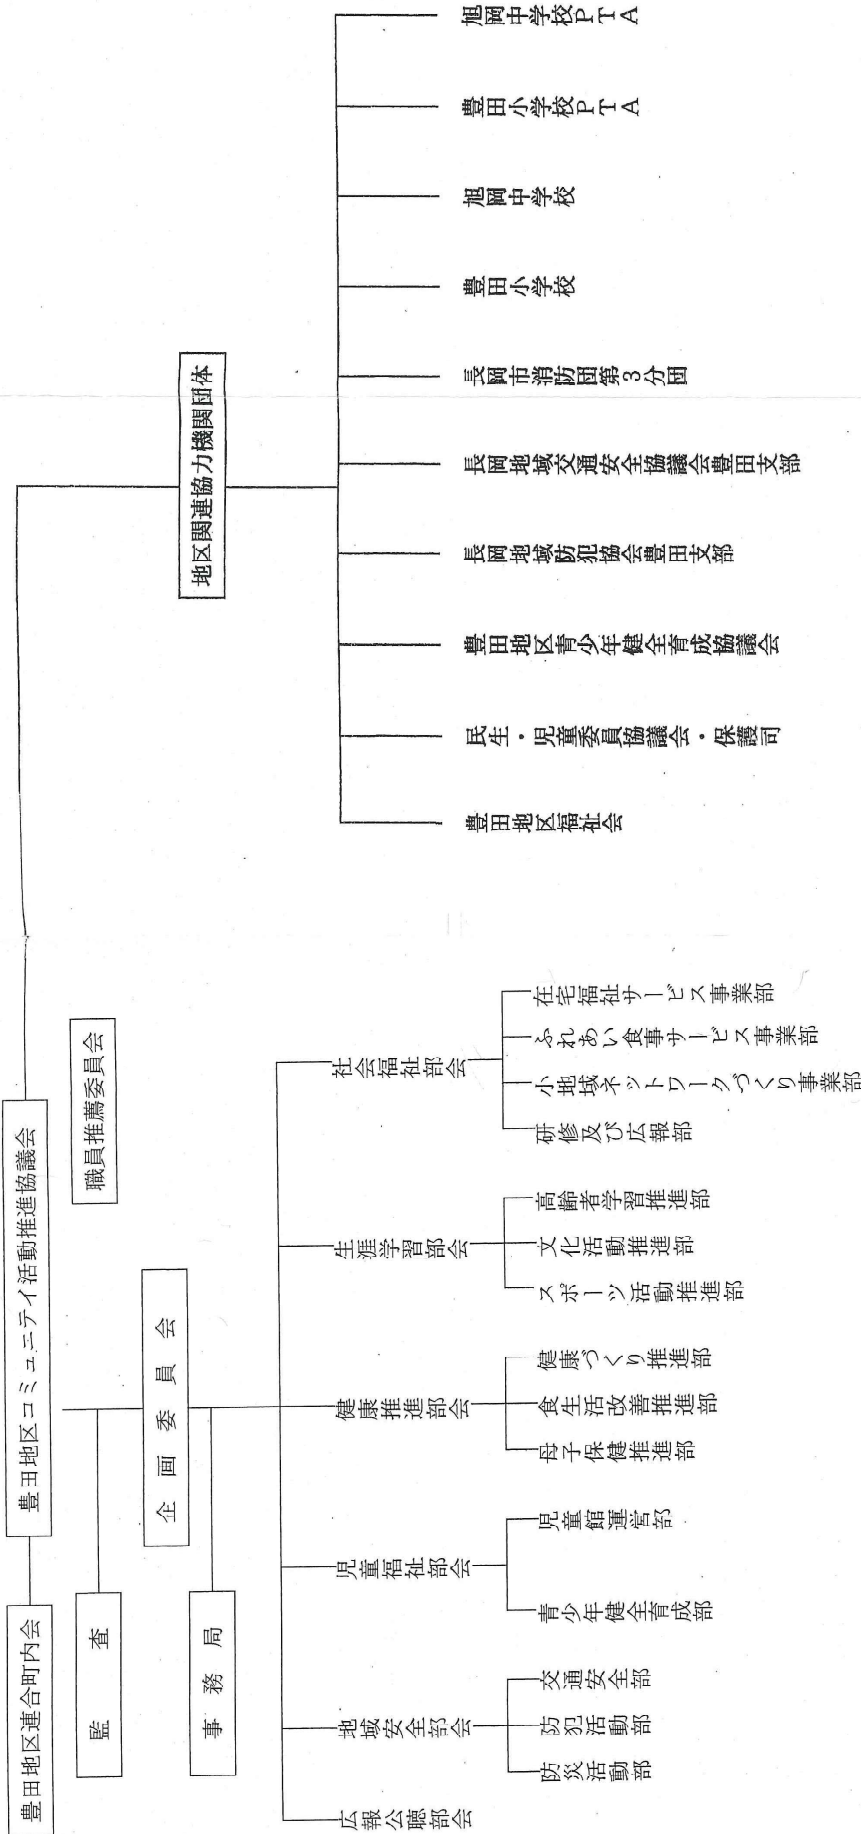 豊田地区連合町内会
豊田地区コミュニテイ活動推進協議会
職員推薦委員会
監査
企画委員会
事務局
地区関連協力機関団体
広報公聴部会
地域安全部会
児童福祉部会
健康推進部会
生涯学習部会
社会福祉部会
防災活動部
防犯活動部
交通安全部
青少年健全育成部
児童館運営部
母子保健推進部
食生活改善推進部
健康づくり推進部
スポーツ活動推進部
文化活動推進部
高齢者学習推進部
研修及び広報部
小地域ネットワークづくり事業部
ふれあい食事サービス事業部
在宅福祉サービス事業部
豊田地区福祉会
民生・児童委員協議会・保護司
豊田地区青少年健全育成協議会
長岡地域防犯協会豊田支部
長岡地域交通安全協議会豊田支部
長岡市消防団第3分団
豊田小学校
旭岡中学校
豊田小学校PTA
旭岡中学校PTA